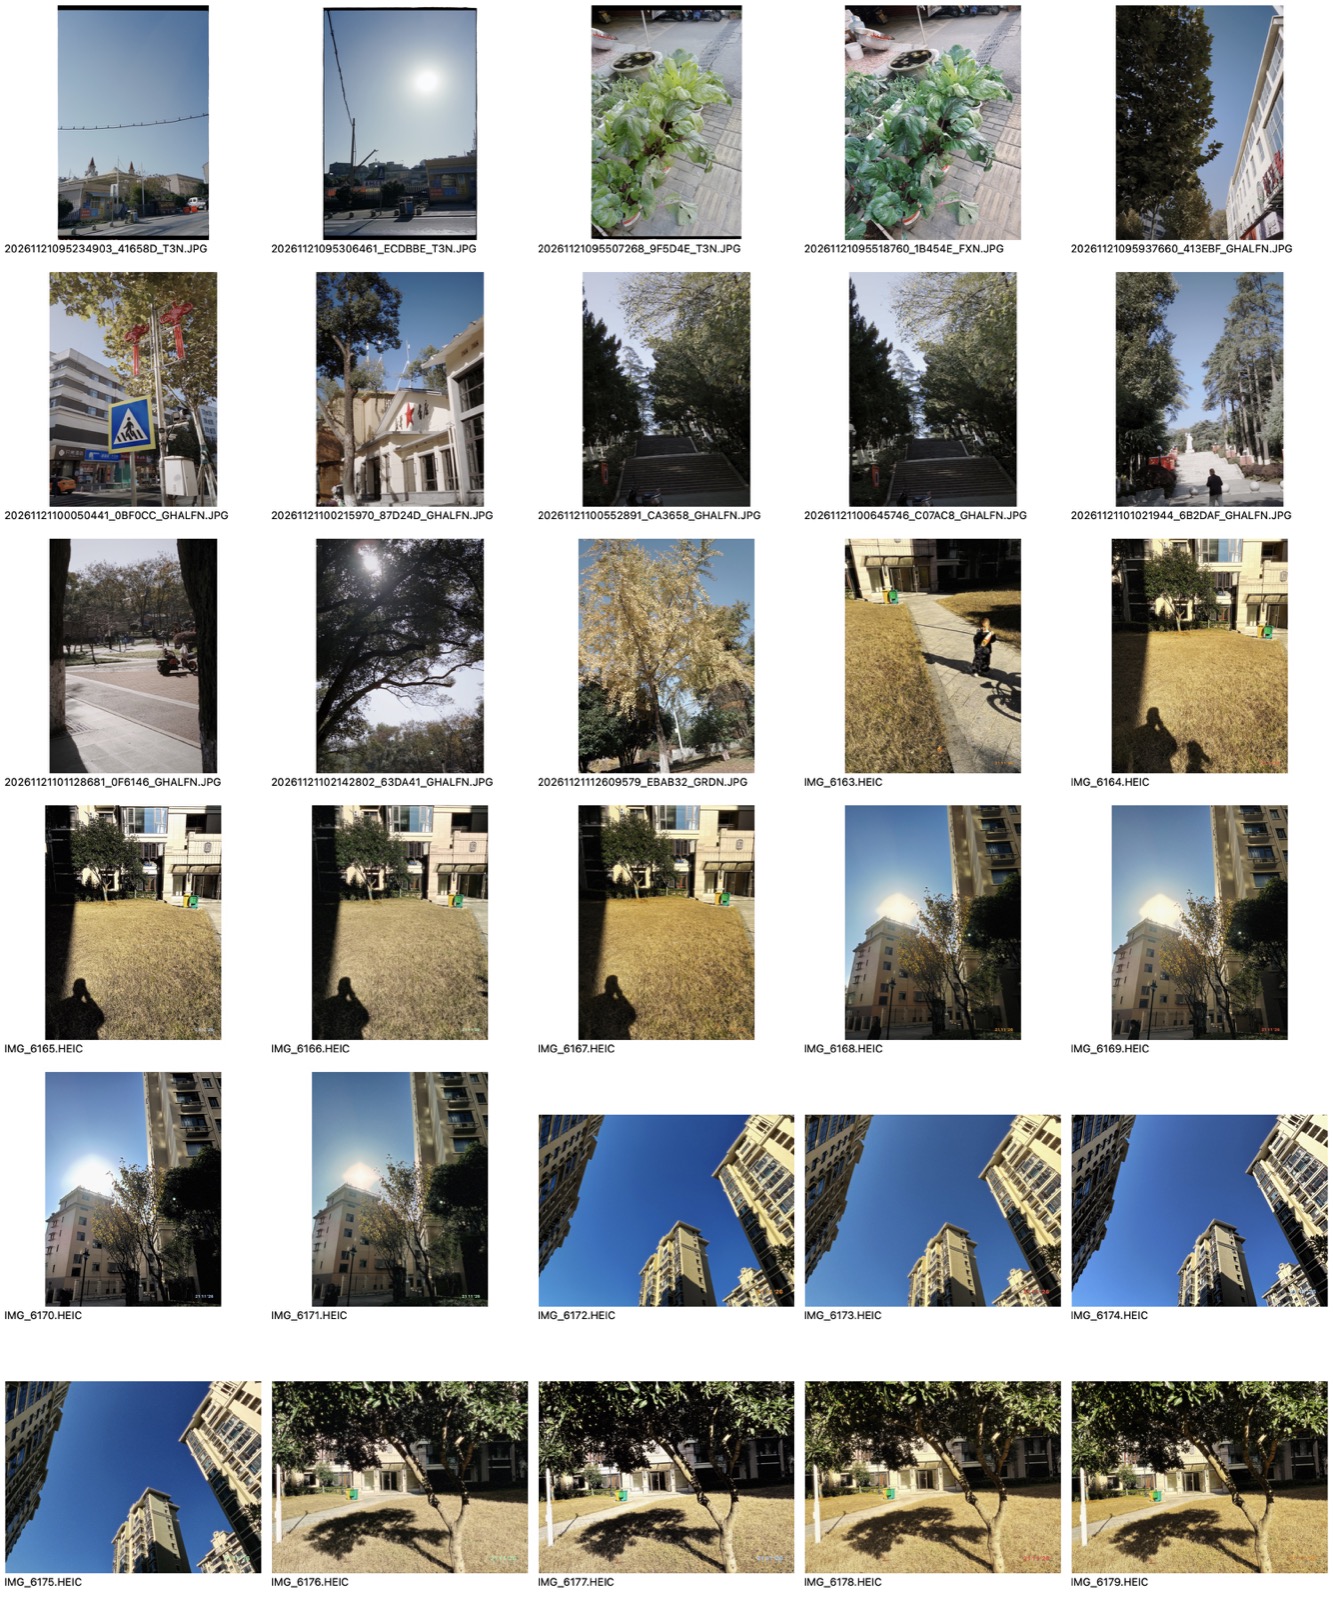 20261121095234903_41658D_T3N.JPG
20261121095306461_ECDBBE_T3N.JPG
20261121095507268_9F5D4E_T3N.JPG
20261121095518760_1B454E_FXN.JPG
20261121095937660_413EBF_GHALFN.JPG
20261121100050441_0BF0CC_GHALFN.JPG
20261121100215970_87D24D_GHALFN.JPG
20261121100552891_CA3658_GHALFN.JPG
20261121100645746_C07AC8_GHALFN.JPG
20261121101021944_6B2DAF_GHALFN.JPG
20261121101128681_0F6146_GHALFN.JPG
20261121102142802_63DA41_GHALFN.JPG
20261121112609579_EBAB32_GRDN.JPG
IMG_6163.HEIC
IMG_6164.HEIC
IMG_6165.HEIC
IMG_6166.HEIC
IMG_6167.HEIC
IMG_6168.HEIC
IMG_6169.HEIC
IMG_6170.HEIC
IMG_6171.HEIC
IMG_6172.HEIC
IMG_6173.HEIC
IMG_6174.HEIC
IMG_6175.HEIC
IMG_6176.HEIC
IMG_6177.HEIC
IMG_6178.HEIC
IMG_6179.HEIC